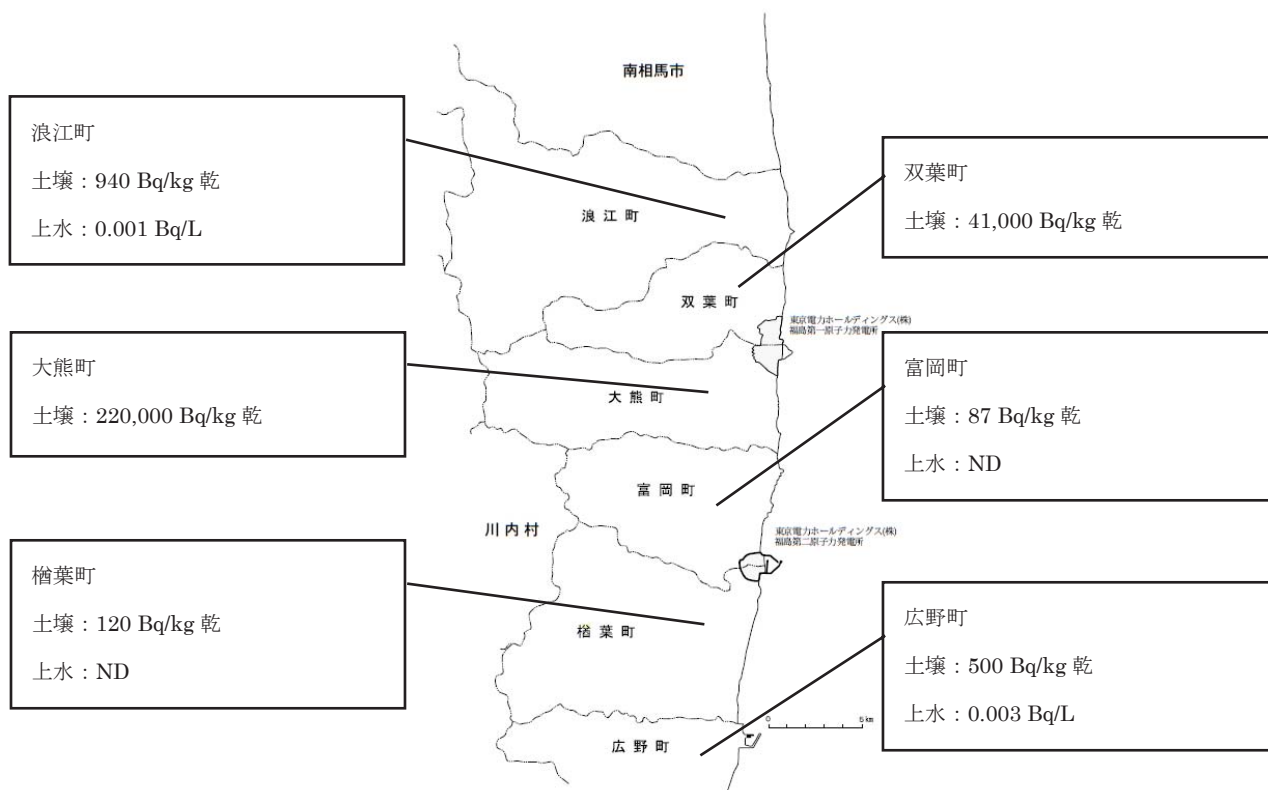 南相馬市
浪江町
土壌：940 Bq/kg 乾
上水：0.001 Bq/L
双葉町
土壌：41,000 Bq/kg 乾
浪江町
双葉町
東京電力ホールディングス(株)
福島第一原子力発電所
大熊町
土壌：220,000 Bq/kg 乾
富岡町
土壌：87 Bq/kg 乾
上水：ND
大熊町
富岡町
川内村
東京電力ホールディングス(株)
福島第二原子力発電所
楢葉町
土壌：120 Bq/kg 乾
上水：ND
広野町
土壌：500 Bq/kg 乾
上水：0.003 Bq/L
楢葉町
0 5km
広野町